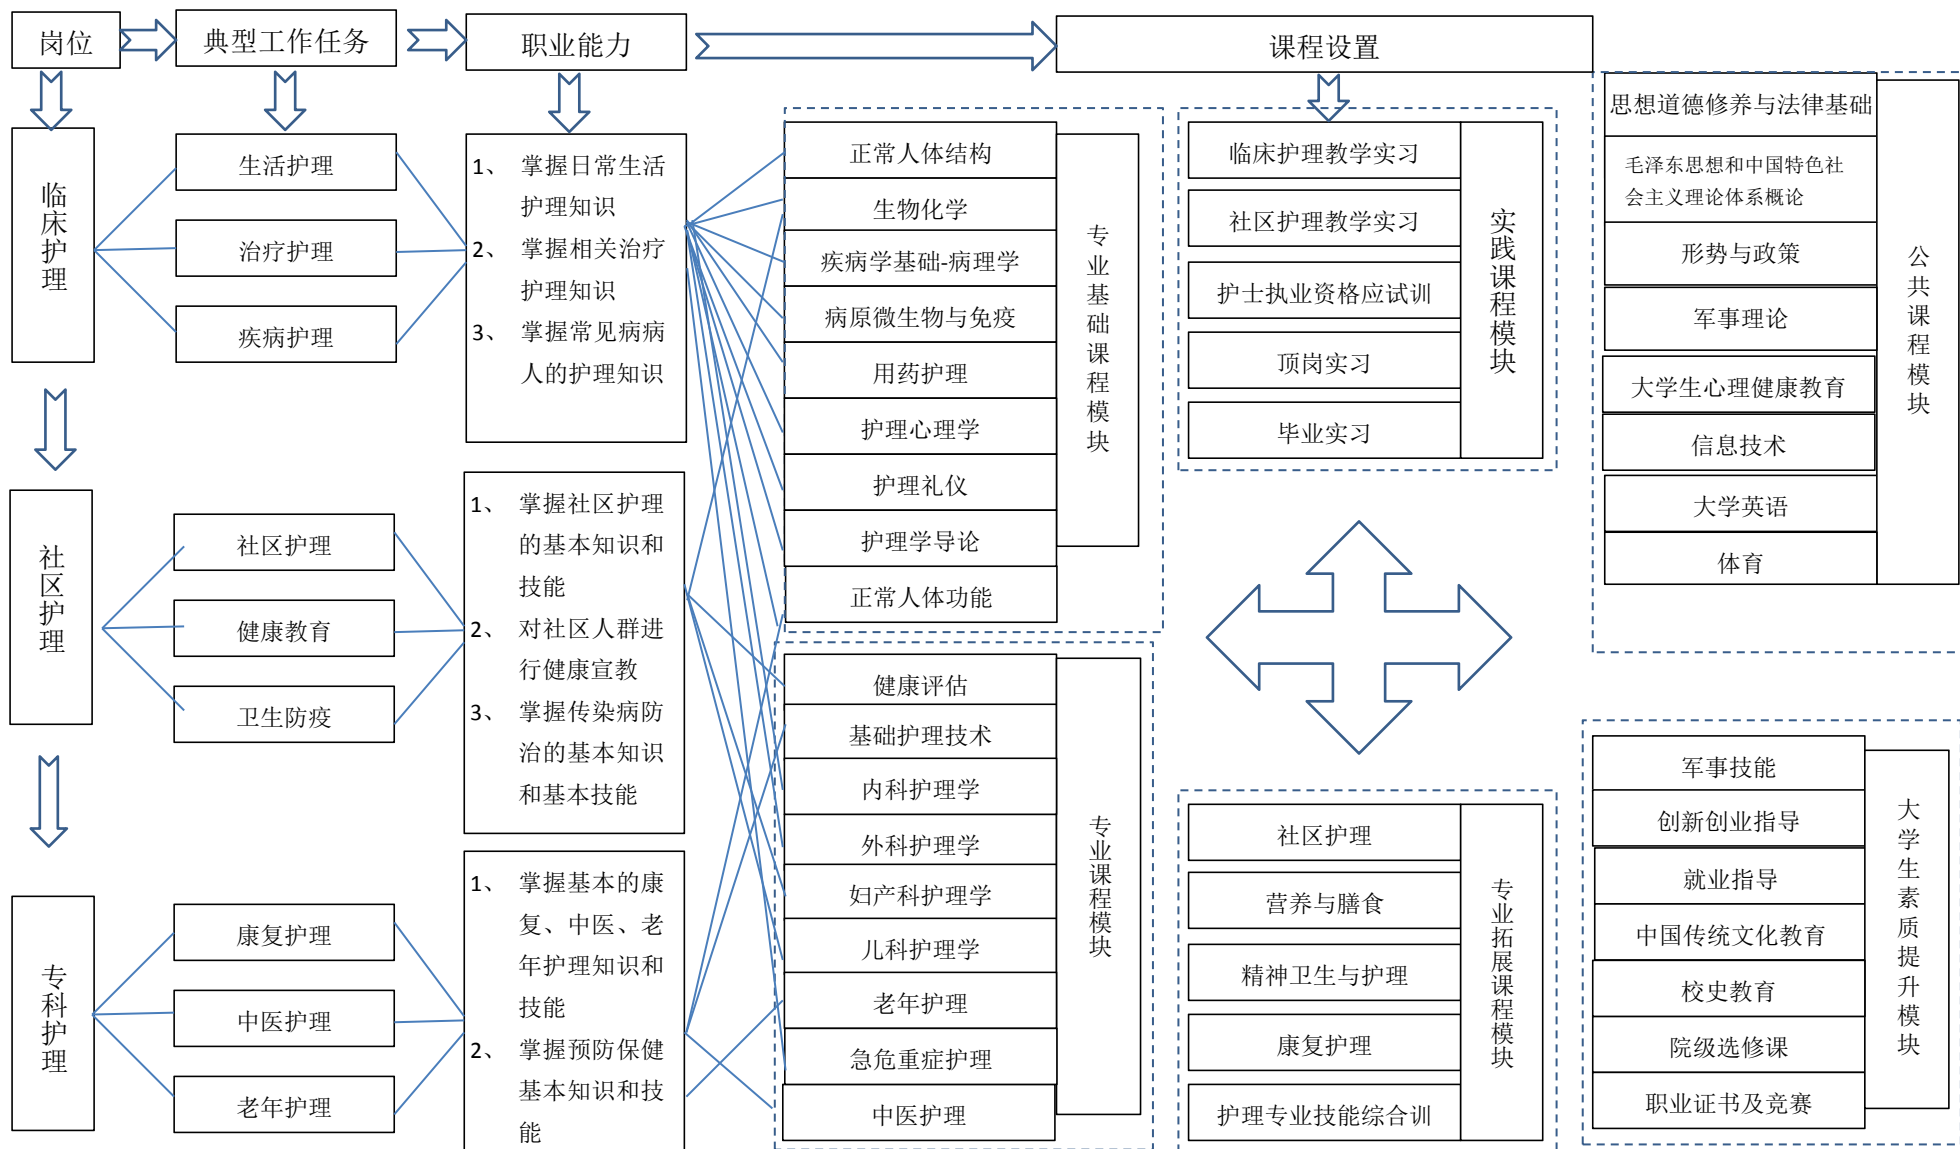 岗位
典型工作任务
职业能力
课程设置
临床护理
生活护理
治疗护理
疾病护理
1、 掌握日常生活
护理知识
2、 掌握相关治疗
护理知识
3、 掌握常见病病
人的护理知识
社区护理
社区护理
健康教育
卫生防疫
1、 掌握社区护理
的基本知识和
技能
2、 对社区人群进
行健康宣教
3、 掌握传染病防
治的基本知识
和基本技能
专科护理
康复护理
中医护理
老年护理
1、 掌握基本的康
复、中医、老
年护理知识和
技能
2、 掌握预防保健
基本知识和技
能
正常人体结构
生物化学
疾病学基础-病理学
病原微生物与免疫
用药护理
护理心理学
护理礼仪
护理学导论
正常人体功能
专业基础课程模块
健康评估
基础护理技术
内科护理学
外科护理学
妇产科护理学
儿科护理学
老年护理
急危重症护理
中医护理
专业课程模块
临床护理教学实习
社区护理教学实习
护士执业资格应试训
顶岗实习
毕业实习
实践课程模块
社区护理
营养与膳食
精神卫生与护理
康复护理
护理专业技能综合训
专业拓展课程模块
思想道德修养与法律基础
毛泽东思想和中国特色社
会主义理论体系概论
形势与政策
军事理论
大学生心理健康教育
信息技术
大学英语
体育
公共课程模块
军事技能
创新创业指导
就业指导
中国传统文化教育
校史教育
院级选修课
职业证书及竞赛
大学生素质提升模块